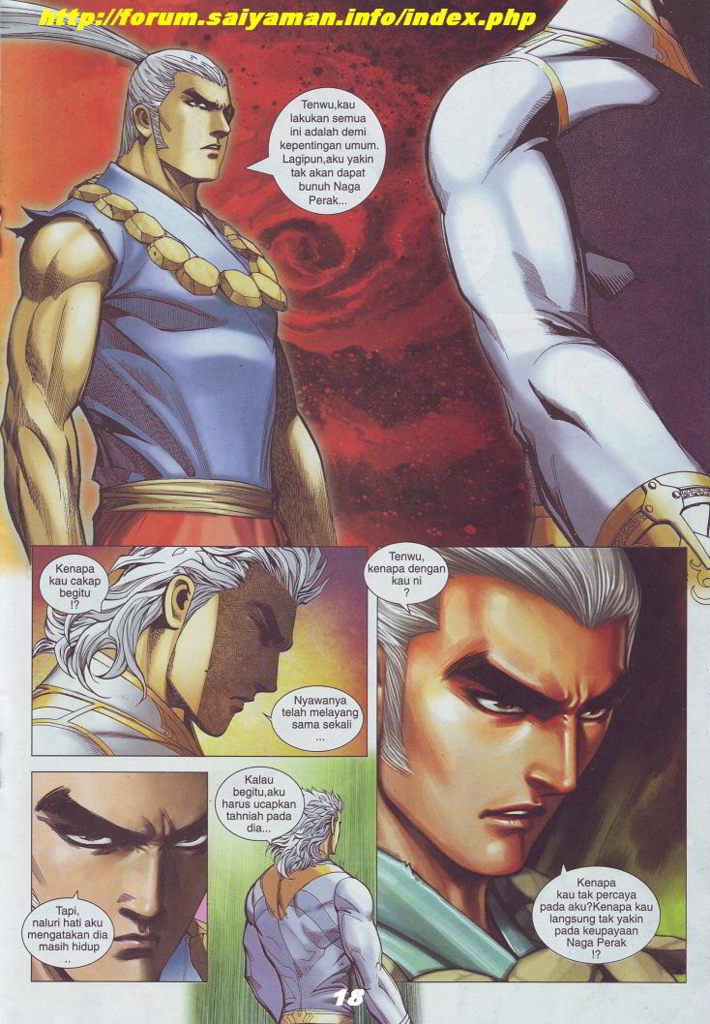 http://forum.saiyaman.info/index.php
Tenwu,kau
lakukan semua
ini adalah demi
kepentingan umum.
Lagipun,aku yakin
tak akan dapat
bunuh Naga
Perak...
Kenapa
kau cakap
begitu
!?
Nyawanya
telah melayang
sama sekali
...
Tenwu,
kenapa dengan
kau ni
?
Kenapa
kau tak percaya
pada aku?Kenapa kau
langsung tak yakin
pada keupayaan
Naga Perak
!?
Tapi,
naluri hati aku
mengatakan dia
masih hidup
..
Kalau
begitu,aku
harus ucapkan
tahniah pada
dia...
18